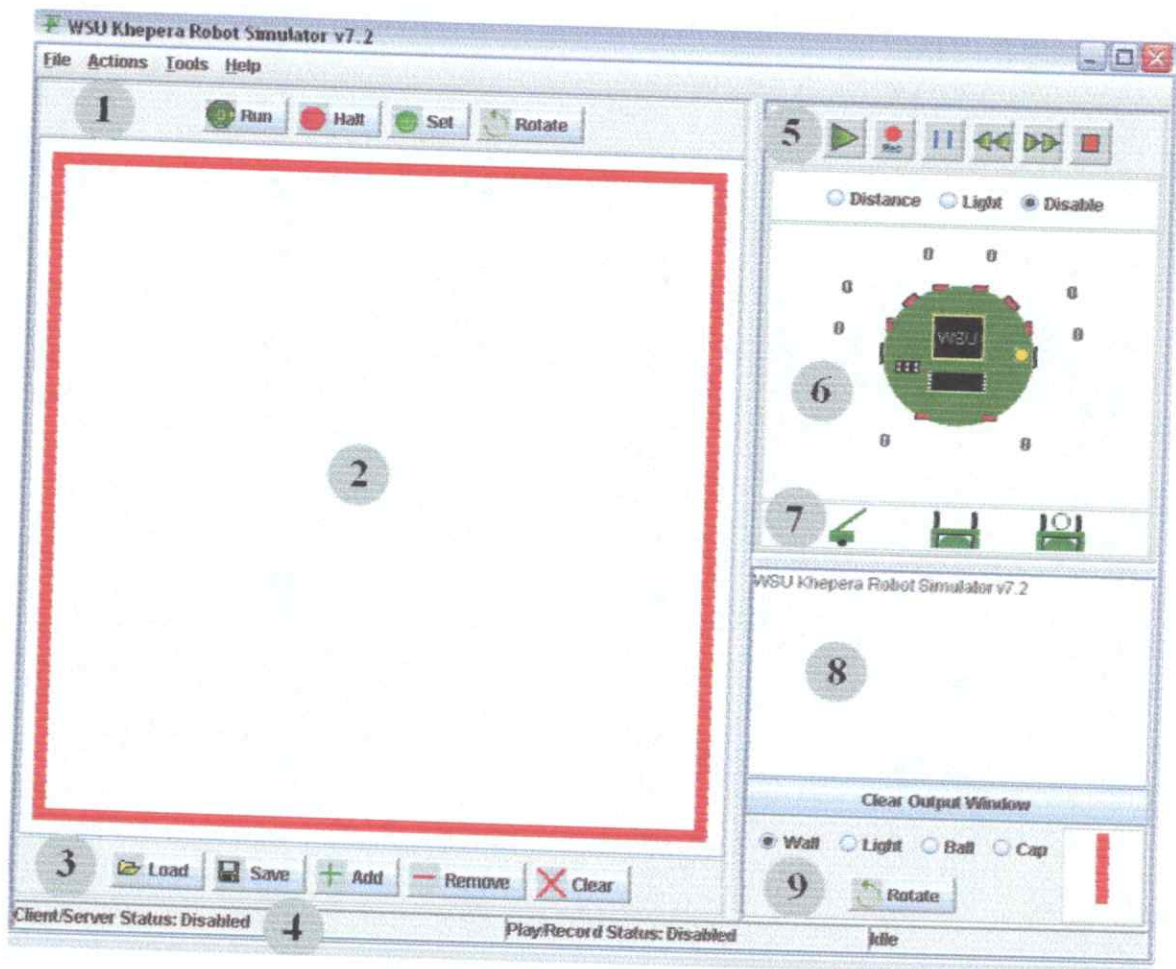 WSU Khepera Robot Simulator v7.2
File Actions Tools Help
1 Run Halt Set Rotate
5 Rec
Distance Light Disable
0 0
0 0
0 0
WSU
6
0 0
2
7
WSU Khepera Robot Simulator v7.2
8
Clear Output Window
Wall Light Ball Cap
3 Load Save Add Remove Clear
9 Rotate
Client/Server Status: Disabled 4 Play/Record Status: Disabled Idle